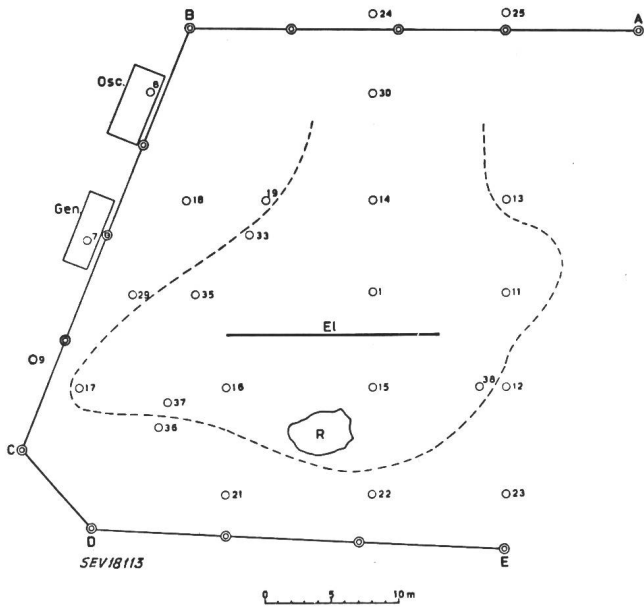 B 24 25 A
Osc. 8 30
18 19 14 13
Gen. 7 33
29 35 1 11
El
9
17 16 15 38 12
37
36 R
C
21 22 23
D E
SEV18113
0 5 10 m